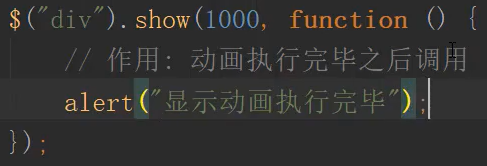 $("div").show(1000, function () {
// 作用: 动画执行完毕之后调用
alert("显示动画执行完毕");
});